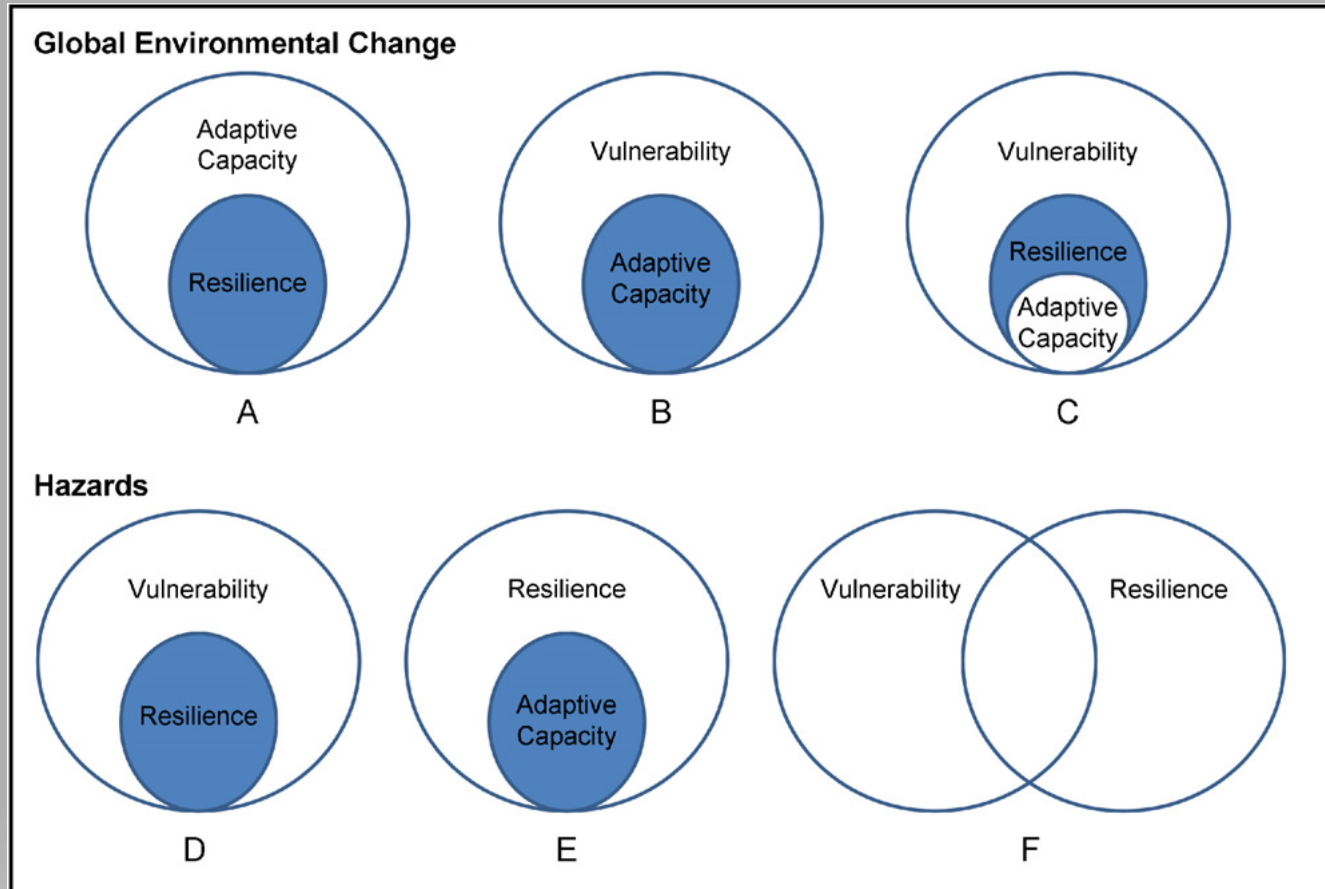 Global Environmental Change
Adaptive
Capacity
Resilience
A
Vulnerability
Adaptive
Capacity
B
Vulnerability
Resilience
Adaptive
Capacity
C
Hazards
Vulnerability
Resilience
D
Resilience
Adaptive
Capacity
E
Vulnerability
Resilience
F